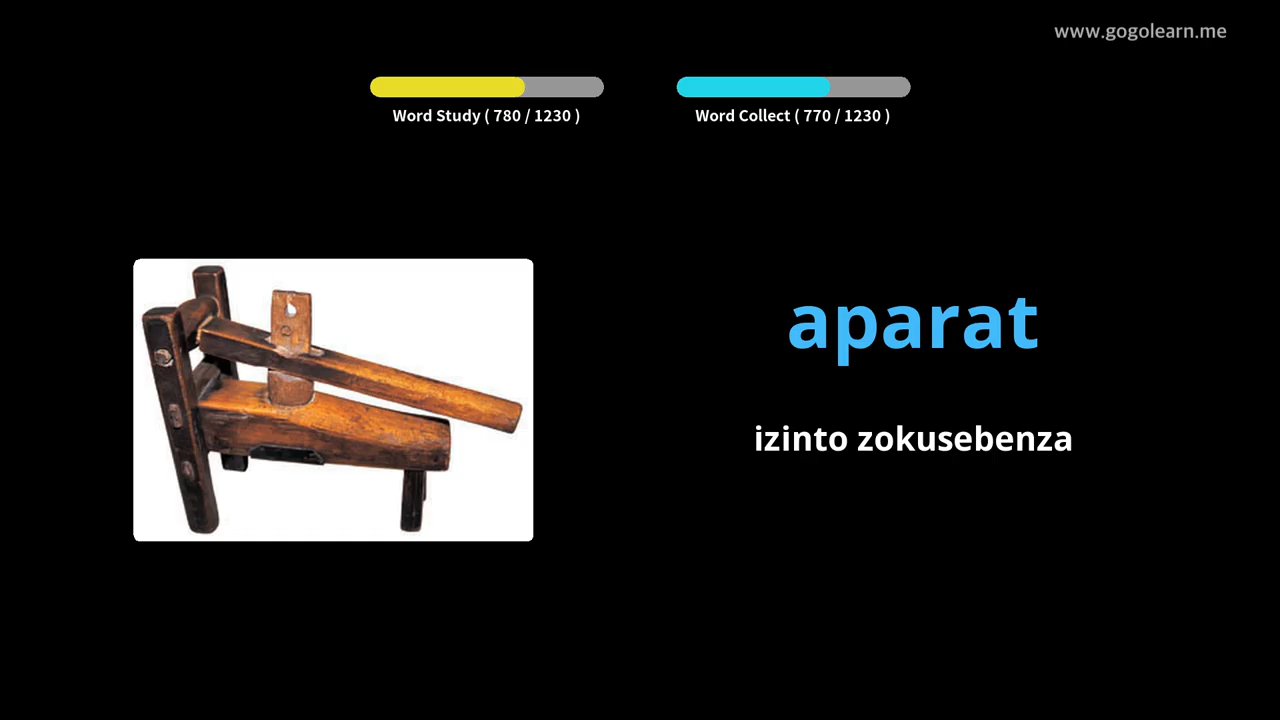 www.gogolearn.me
Word Study ( 780 / 1230 )
Word Collect ( 770 / 1230 )
aparat
izinto zokusebenza